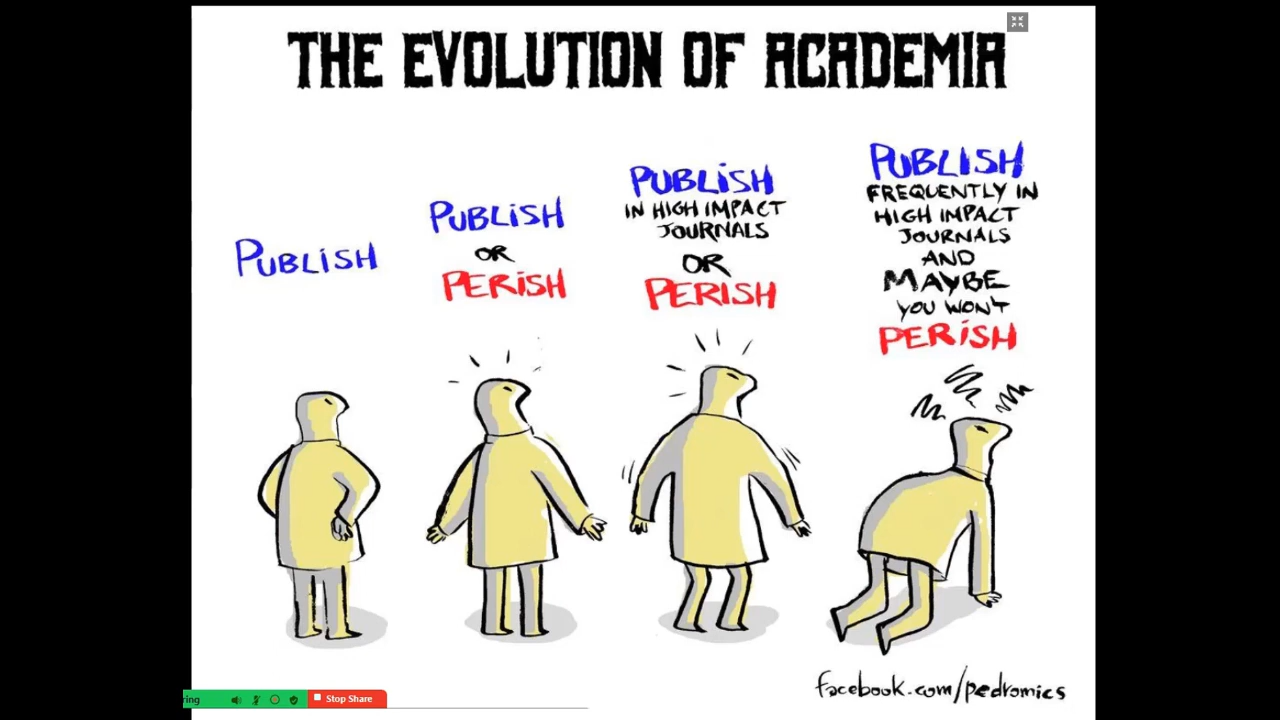 THE EVOLUTION OF ACADEMIA
PUBLiSH
PUBLiSH
OR
PERiSH
PUBLiSH
IN HIGH IMPACT
JOURNALS
OR
PERISH
PUBLISH
FREQUENTLY IN
HIGH IMPACT
JOURNALS
AND
MAYBE
YOU WON'T
PERiSH
facebook.com/pedromics
ring
Stop Share